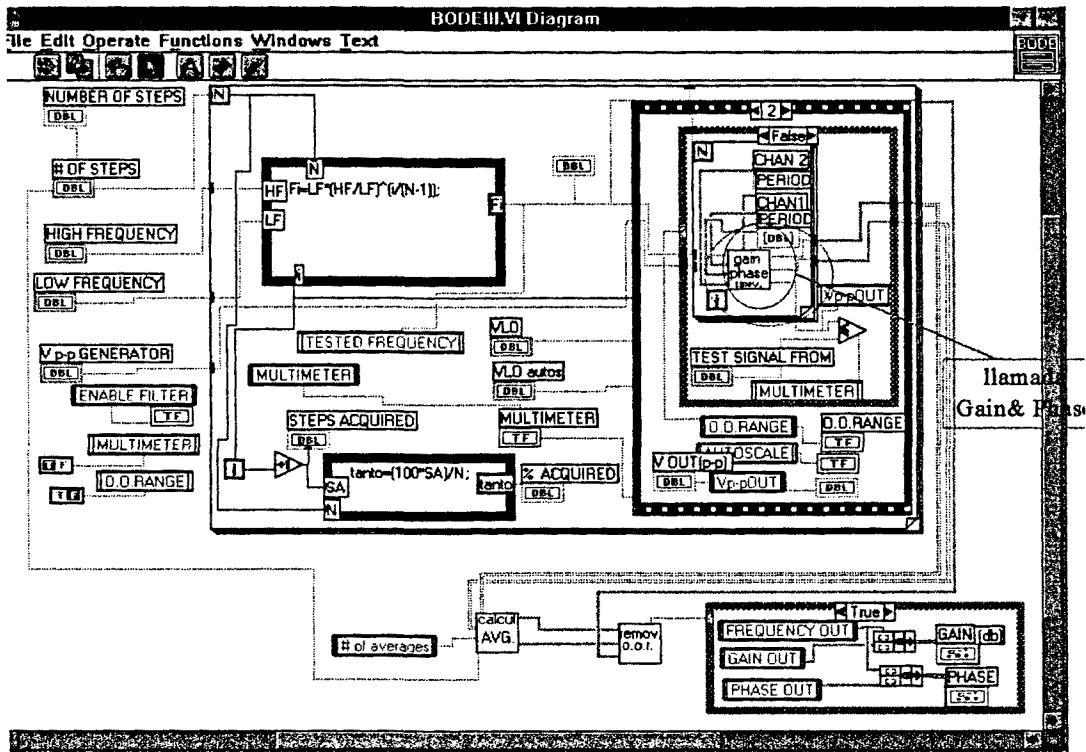 BODEIII.VI Diagram
File Edit Operate Functions Windows Text
BODE
NUMBER OF STEPS
DBL
# OF STEPS
DBL
HIGH FREQUENCY
DBL
LOW FREQUENCY
DBL
V p-p GENERATOR
DBL
ENABLE FILTER
TF
MULTIMETER
TF
O.O.RANGE
TF
N
N
HF
LF
Fi=LF*(HF/LF)^(i/(N-1));
Fi
i
DBL
TESTED FREQUENCY
MULTIMETER
STEPS ACQUIRED
DBL
i
+1
SA
N
tanto=(100*SA)/N;
tanto
% ACQUIRED
DBL
VLO
DBL
VLO autos
DBL
MULTIMETER
TF
2
False
N
CHAN 2
PERIOD
CHAN1
PERIOD
DBL
gain
phase
i
Vp-pOUT
TEST SIGNAL FROM
DBL
MULTIMETER
O.O.RANGE
O.O.RANGE
TF
AUTOSCALE
TF
V OUT(p-p)
DBL
Vp-pOUT
DBL
Gain&
# of averages
calcul
AVG.
remov
o.o.r.
True
FREQUENCY OUT
GAIN OUT
PHASE OUT
GAIN (db)
PHASE